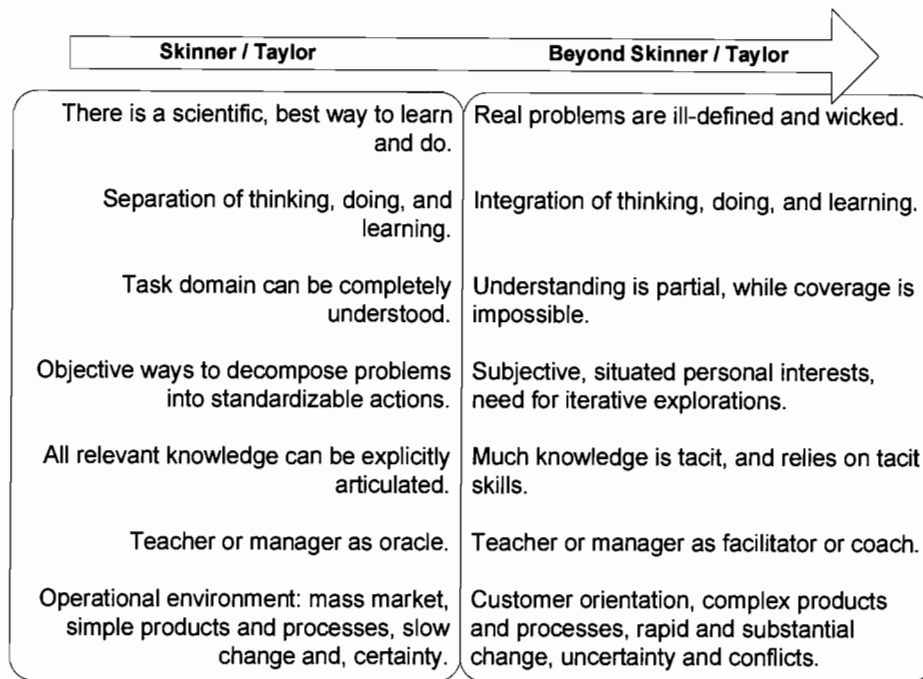 Skinner / Taylor
Beyond Skinner / Taylor
There is a scientific, best way to learn
and do.
Real problems are ill-defined and wicked.
Separation of thinking, doing, and
learning.
Integration of thinking, doing, and learning.
Task domain can be completely
understood.
Understanding is partial, while coverage is
impossible.
Objective ways to decompose problems
into standardizable actions.
Subjective, situated personal interests,
need for iterative explorations.
All relevant knowledge can be explicitly
articulated.
Much knowledge is tacit, and relies on tacit
skills.
Teacher or manager as oracle.
Teacher or manager as facilitator or coach.
Operational environment: mass market,
simple products and processes, slow
change and, certainty.
Customer orientation, complex products
and processes, rapid and substantial
change, uncertainty and conflicts.